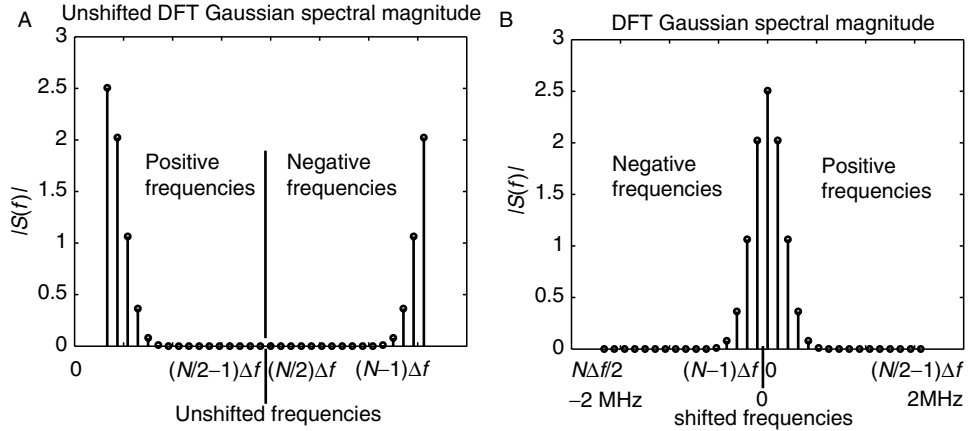 A
Unshifted DFT Gaussian spectral magnitude
3
2.5
2
1.5
1
0.5
0
|S(f)|
Positive
frequencies
Negative
frequencies
0
(N/2–1)Δf
(N/2)Δf
(N–1)Δf
Unshifted frequencies
B
DFT Gaussian spectral magnitude
3
2.5
2
1.5
1
0.5
0
|S(f)|
Negative
frequencies
Positive
frequencies
NΔf/2
(N–1)Δf
0
(N/2–1)Δf
–2 MHz
0
2MHz
shifted frequencies